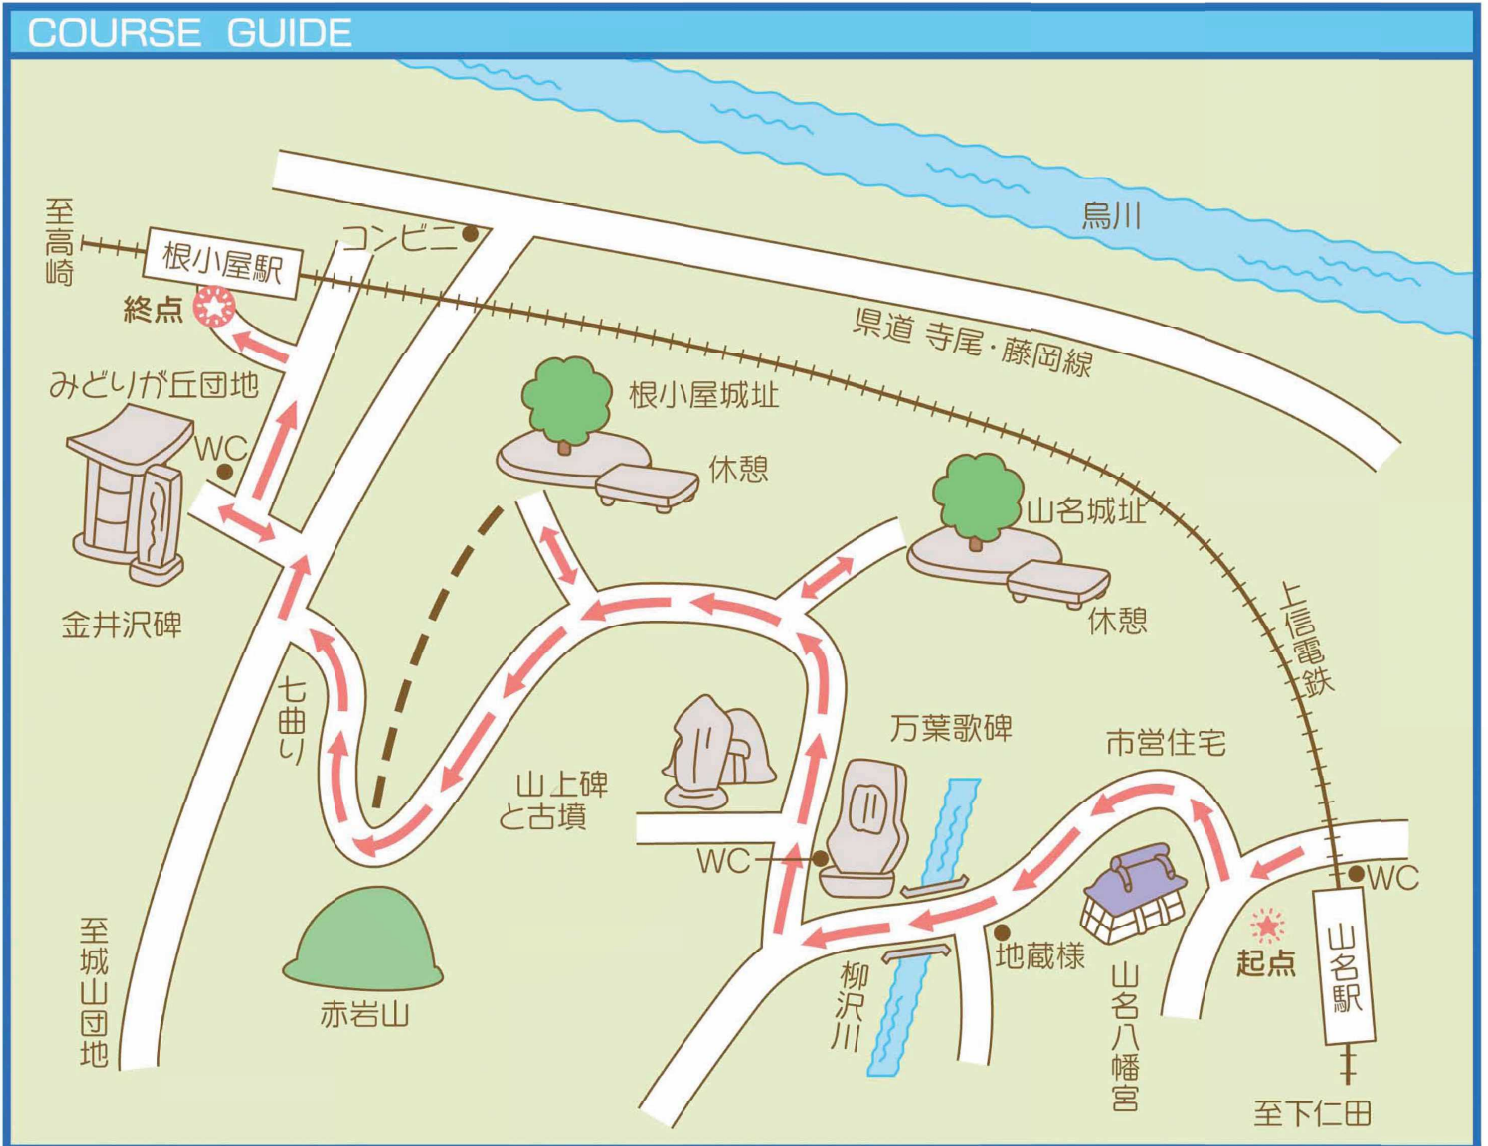 COURSE GUIDE
烏川
至高崎
根小屋駅
コンビニ
終点
県道 寺尾・藤岡線
みどりが丘団地
WC
根小屋城址
休憩
山名城址
休憩
金井沢碑
上信電鉄
七曲り
万葉歌碑
市営住宅
山上碑
と古墳
WC
WC
至城山団地
赤岩山
柳沢川
地蔵様
山名八幡宮
起点
山名駅
至下仁田